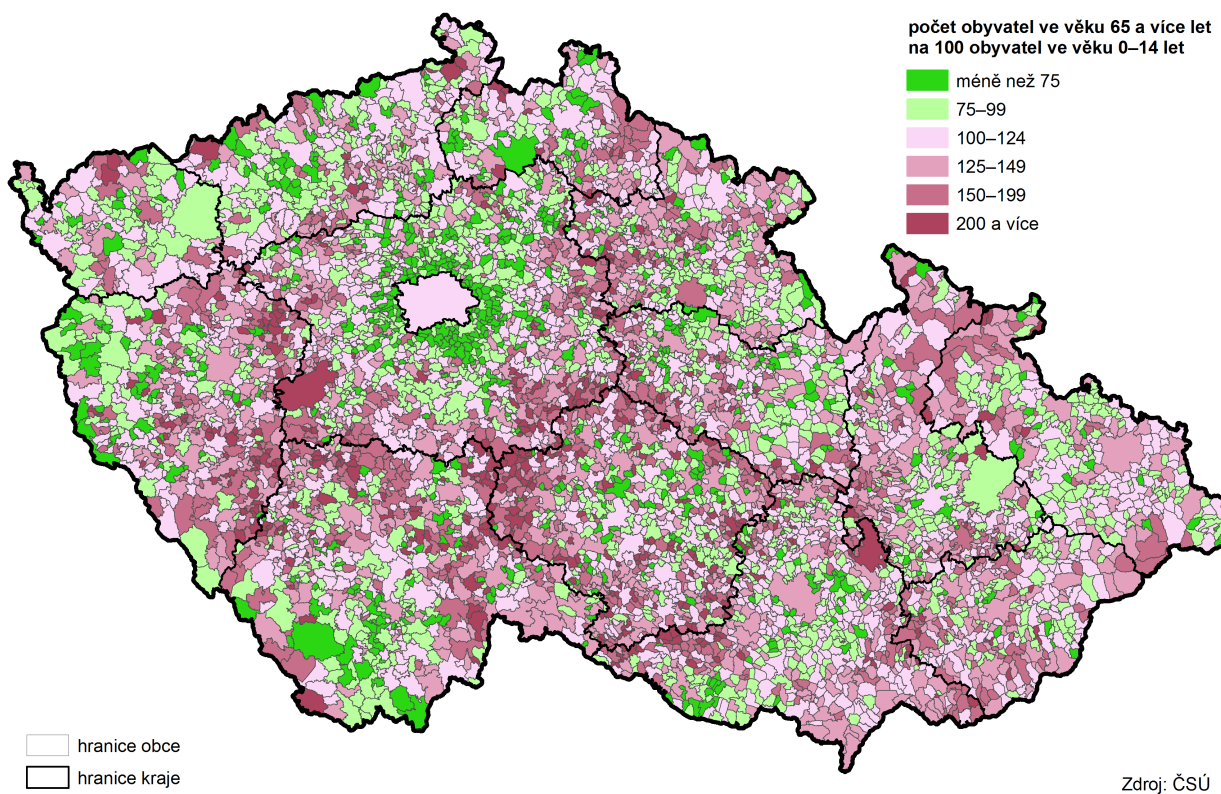 počet obyvatel ve věku 65 a více let
na 100 obyvatel ve věku 0–14 let
méně než 75
75–99
100–124
125–149
150–199
200 a více
hranice obce
hranice kraje
Zdroj: ČSÚ